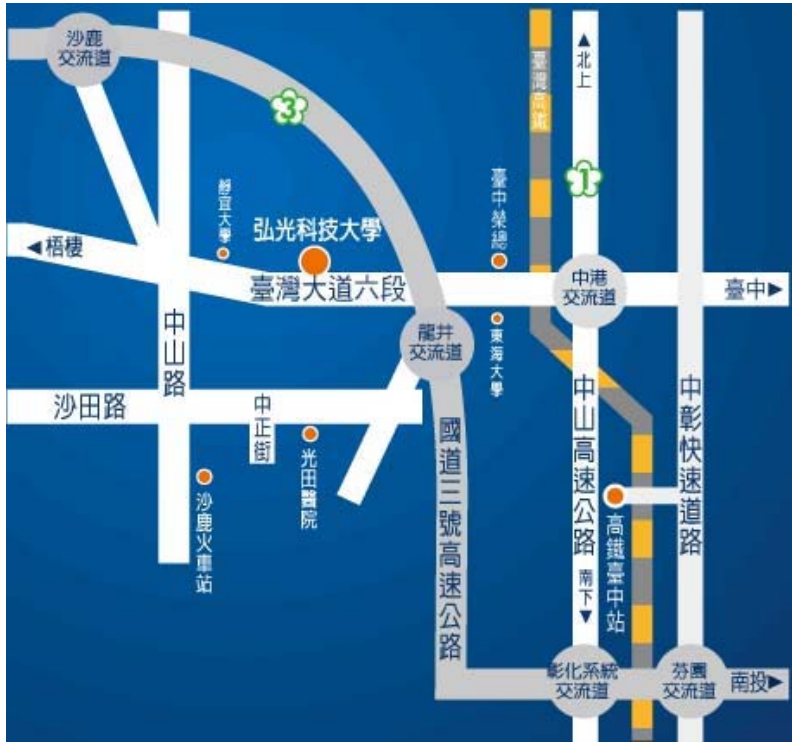 沙鹿
交流道
3
臺灣高鐵
▲北上
1
靜宜大學
弘光科技大學
臺中榮總
◀梧棲
臺灣大道六段
中港
交流道
臺中▶
中山路
龍井
交流道
東海大學
沙田路
中正街
光田醫院
沙鹿火車站
國道三號高速公路
中山高速公路
中彰快速道路
高鐵臺中站
南下▼
彰化系統
交流道
芬園
交流道
南投▶